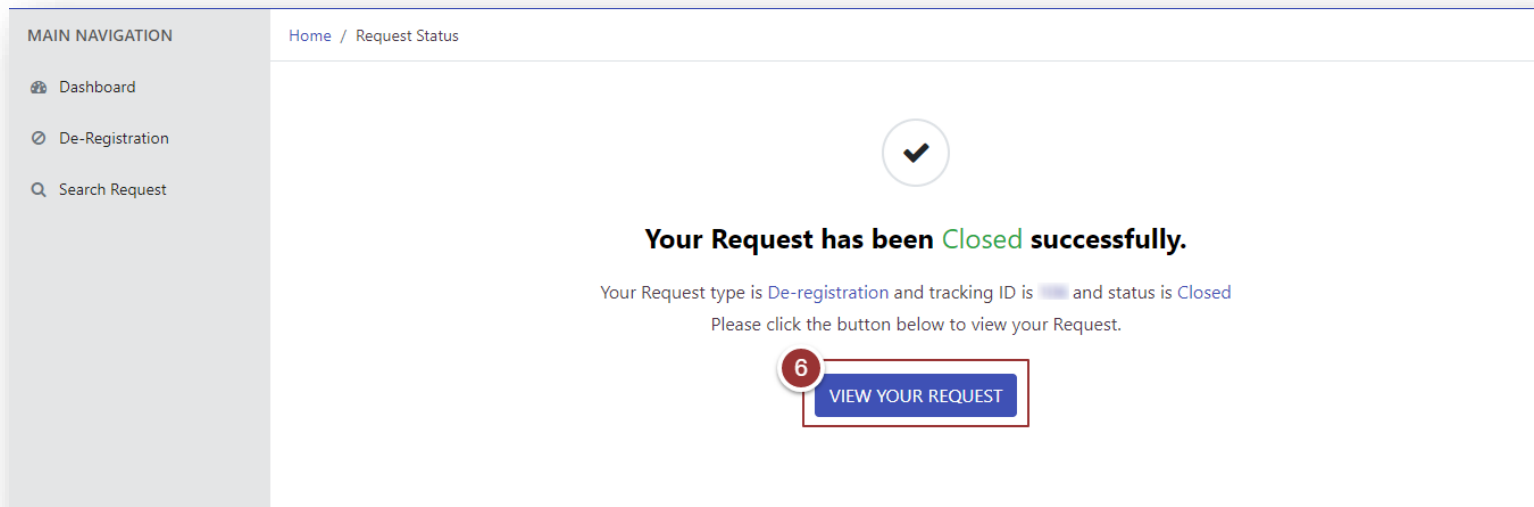 MAIN NAVIGATION
Dashboard
De-Registration
Search Request
Home / Request Status
Your Request has been Closed successfully.
Your Request type is De-registration and tracking ID is and status is Closed
Please click the button below to view your Request.
6
VIEW YOUR REQUEST